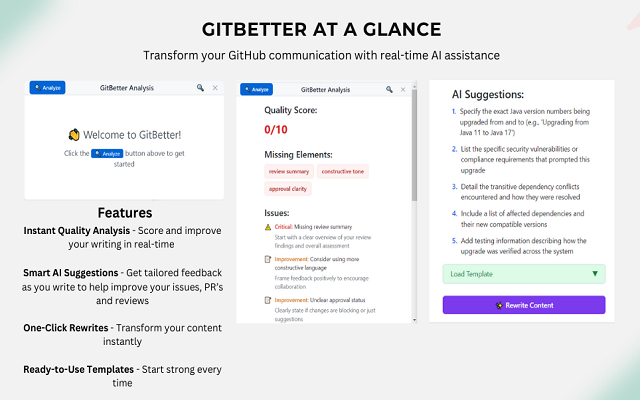 GITBETTER AT A GLANCE
Transform your GitHub communication with real-time AI assistance
Analyze
GitBetter Analysis
Welcome to GitBetter!
Click the Analyze button above to get
started
Features
Instant Quality Analysis - Score and improve
your writing in real-time
Smart AI Suggestions - Get tailored feedback
as you write to help improve your issues, PR's
and reviews
One-Click Rewrites - Transform your content
instantly
Ready-to-Use Templates - Start strong every
time
Analyze
GitBetter Analysis
Quality Score:
0/10
Missing Elements:
review summary
constructive tone
approval clarity
Issues:
Critical: Missing review summary
Start with a clear overview of your review
findings and overall assessment
Improvement: Consider using more
constructive language
Frame feedback positively to encourage
collaboration
Improvement: Unclear approval status
Clearly state if changes are blocking or just
suggestions
AI Suggestions:
1. Specify the exact Java version numbers being
upgraded from and to (e.g., 'Upgrading from
Java 11 to Java 17')
2. List the specific security vulnerabilities or
compliance requirements that prompted this
upgrade
3. Detail the transitive dependency conflicts
encountered and how they were resolved
4. Include a list of affected dependencies and
their new compatible versions
5. Add testing information describing how the
upgrade was verified across the system
Load Template
Rewrite Content